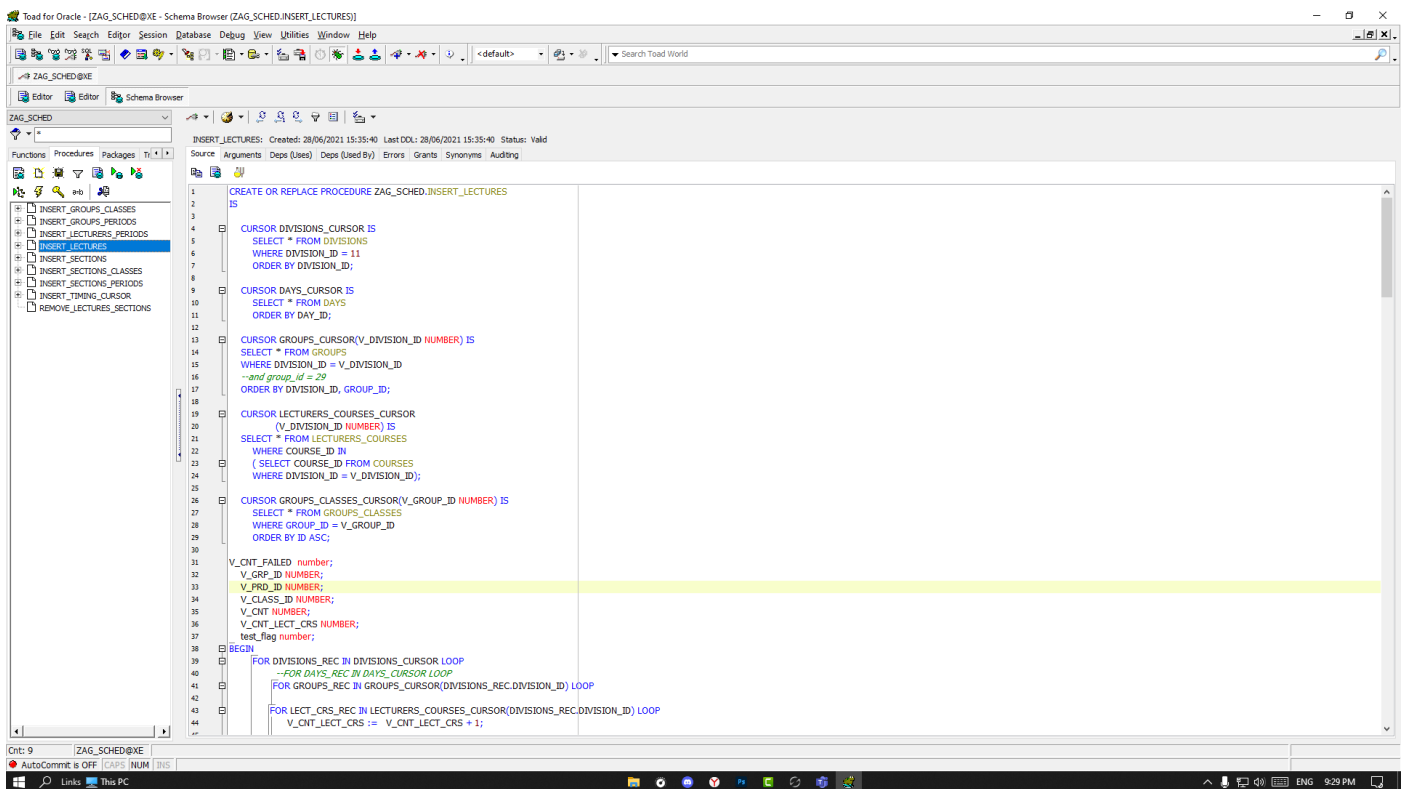 Toad for Oracle - [ZAG_SCHED@XE - Schema Browser (ZAG_SCHED.INSERT_LECTURES)]
File Edit Search Editor Session Database Debug View Utilities Window Help
<default> Search Toad World
ZAG_SCHED@XE
Editor Editor Schema Browser
ZAG_SCHED
*
INSERT_LECTURES: Created: 28/06/2021 15:35:40 Last DDL: 28/06/2021 15:35:40 Status: Valid
Functions Procedures Packages Tr
Source Arguments Deps (Uses) Deps (Used By) Errors Grants Synonyms Auditing
INSERT_GROUPS_CLASSES
INSERT_GROUPS_PERIODS
INSERT_LECTURERS_PERIODS
INSERT_LECTURES
INSERT_SECTIONS
INSERT_SECTIONS_CLASSES
INSERT_SECTIONS_PERIODS
INSERT_TIMING_CURSOR
REMOVE_LECTURES_SECTIONS
1 CREATE OR REPLACE PROCEDURE ZAG_SCHED.INSERT_LECTURES
2 IS
3
4 CURSOR DIVISIONS_CURSOR IS
5 SELECT * FROM DIVISIONS
6 WHERE DIVISION_ID = 11
7 ORDER BY DIVISION_ID;
8
9 CURSOR DAYS_CURSOR IS
10 SELECT * FROM DAYS
11 ORDER BY DAY_ID;
12
13 CURSOR GROUPS_CURSOR(V_DIVISION_ID NUMBER) IS
14 SELECT * FROM GROUPS
15 WHERE DIVISION_ID = V_DIVISION_ID
16 --and group_id = 29
17 ORDER BY DIVISION_ID, GROUP_ID;
18
19 CURSOR LECTURERS_COURSES_CURSOR
20 (V_DIVISION_ID NUMBER) IS
21 SELECT * FROM LECTURERS_COURSES
22 WHERE COURSE_ID IN
23 ( SELECT COURSE_ID FROM COURSES
24 WHERE DIVISION_ID = V_DIVISION_ID);
25
26 CURSOR GROUPS_CLASSES_CURSOR(V_GROUP_ID NUMBER) IS
27 SELECT * FROM GROUPS_CLASSES
28 WHERE GROUP_ID = V_GROUP_ID
29 ORDER BY ID ASC;
30
31 V_CNT_FAILED number;
32 V_GRP_ID NUMBER;
33 V_PRD_ID NUMBER;
34 V_CLASS_ID NUMBER;
35 V_CNT NUMBER;
36 V_CNT_LECT_CRS NUMBER;
37 test_flag number;
38 BEGIN
39 FOR DIVISIONS_REC IN DIVISIONS_CURSOR LOOP
40 --FOR DAYS_REC IN DAYS_CURSOR LOOP
41 FOR GROUPS_REC IN GROUPS_CURSOR(DIVISIONS_REC.DIVISION_ID) LOOP
42
43 FOR LECT_CRS_REC IN LECTURERS_COURSES_CURSOR(DIVISIONS_REC.DIVISION_ID) LOOP
44 V_CNT_LECT_CRS := V_CNT_LECT_CRS + 1;
Cnt: 9 ZAG_SCHED@XE
AutoCommit is OFF CAPS NUM INS
Links This PC ENG 9:29 PM